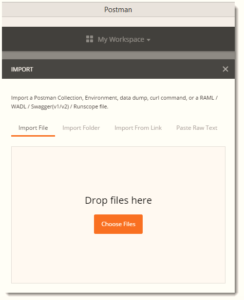 Postman
My Workspace
IMPORT
Import a Postman Collection, Environment, data dump, curl command, or a RAML /
WADL / Swagger(v1/v2) / Runscope file.
Import File Import Folder Import From Link Paste Raw Text
Drop files here
Choose Files